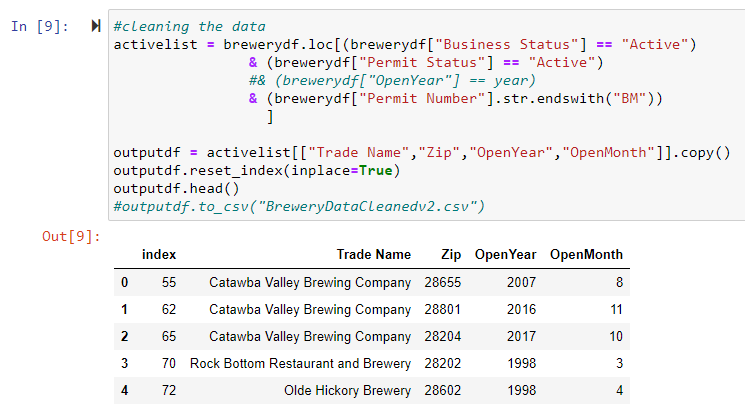 In [9]:
#cleaning the data
activelist = brewerydf.loc[(brewerydf["Business Status"] == "Active")
& (brewerydf["Permit Status"] == "Active")
#& (brewerydf["OpenYear"] == year)
& (brewerydf["Permit Number"].str.endswith("BM"))
]
outputdf = activelist[["Trade Name","Zip","OpenYear","OpenMonth"]].copy()
outputdf.reset_index(inplace=True)
outputdf.head()
#outputdf.to_csv("BreweryDataCleanedv2.csv")
Out[9]:
index Trade Name Zip OpenYear OpenMonth
0 55 Catawba Valley Brewing Company 28655 2007 8
1 62 Catawba Valley Brewing Company 28801 2016 11
2 65 Catawba Valley Brewing Company 28204 2017 10
3 70 Rock Bottom Restaurant and Brewery 28202 1998 3
4 72 Olde Hickory Brewery 28602 1998 4